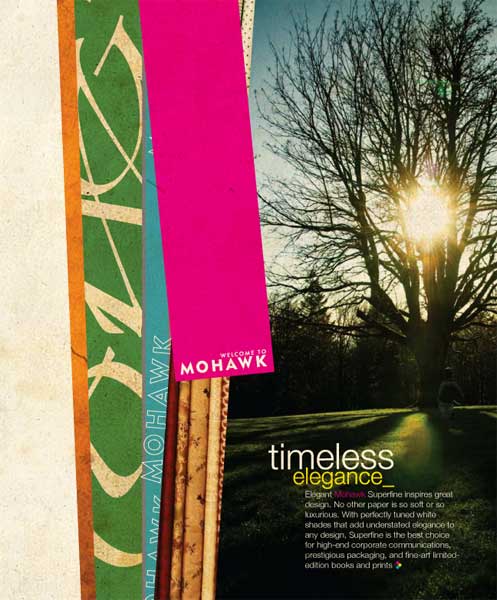 WELCOME TO
MOHAWK
MOHAWK
timeless
elegance_
Elegant Mohawk Superfine inspires great
design. No other paper is so soft or so
luxurious. With perfectly tuned white
shades that add understated elegance to
any design, Superfine is the best choice
for high-end corporate communications,
prestigious packaging, and fine-art limited-
edition books and prints